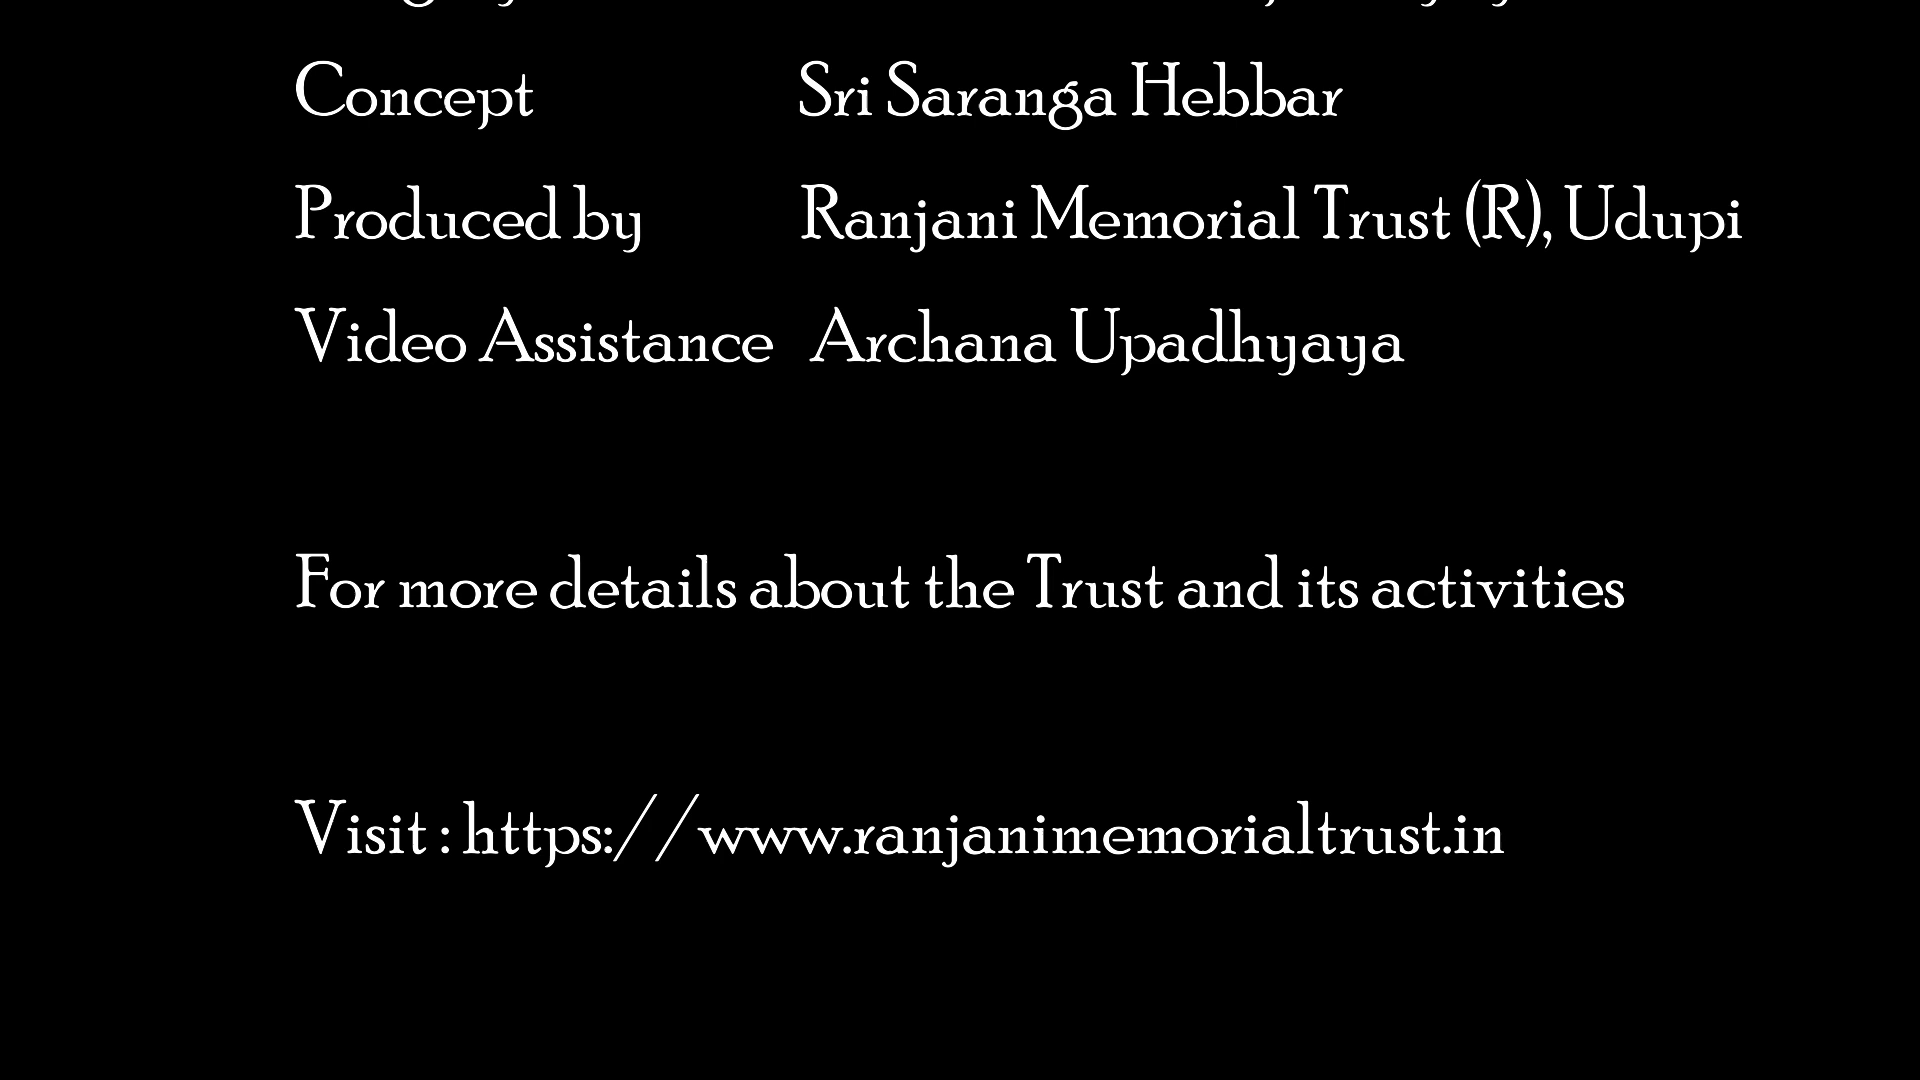 Concept Sri Saranga Hebbar
Produced by Ranjani Memorial Trust (R), Udupi
Video Assistance Archana Upadhyaya
For more details about the Trust and its activities
Visit : https://www.ranjanimemorialtrust.in